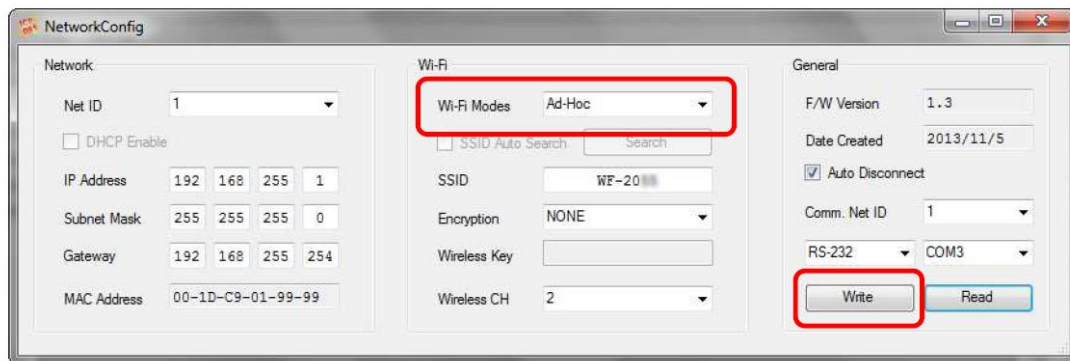 NetworkConfig
Network
Net ID 1
DHCP Enable
IP Address 192 168 255 1
Subnet Mask 255 255 255 0
Gateway 192 168 255 254
MAC Address 00-1D-C9-01-99-99
Wi-Fi
Wi-Fi Modes Ad-Hoc
SSID Auto Search Search
SSID WF-20
Encryption NONE
Wireless Key
Wireless CH 2
General
F/W Version 1.3
Date Created 2013/11/5
Auto Disconnect
Comm. Net ID 1
RS-232 COM3
Write Read